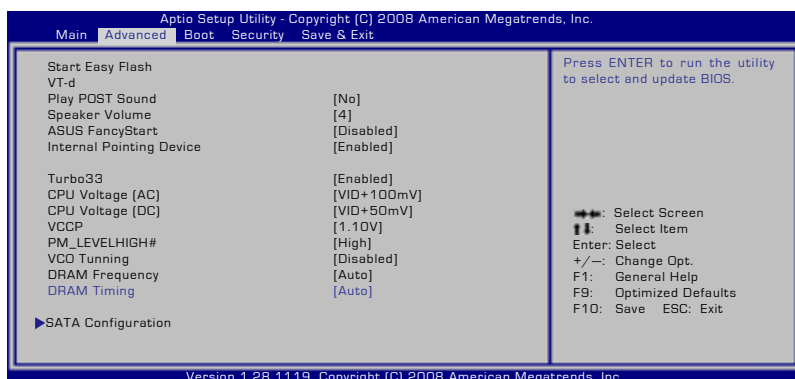 Aptio Setup Utility - Copyright (C) 2008 American Megatrends, Inc.
Main Advanced Boot Security Save & Exit
Start Easy Flash
VT-d
Play POST Sound [No]
Speaker Volume [4]
ASUS FancyStart [Disabled]
Internal Pointing Device [Enabled]
Turbo33 [Enabled]
CPU Voltage (AC) [VID+100mV]
CPU Voltage (DC) [VID+50mV]
VCCP [1.10V]
PM_LEVELHIGH# [High]
VCO Tunning [Disabled]
DRAM Frequency [Auto]
DRAM Timing [Auto]
SATA Configuration
Press ENTER to run the utility
to select and update BIOS.
→←: Select Screen
↑↓: Select Item
Enter: Select
+/—: Change Opt.
F1: General Help
F9: Optimized Defaults
F10: Save ESC: Exit
Version 1.28.1119. Copyright (C) 2008 American Megatrends, Inc.